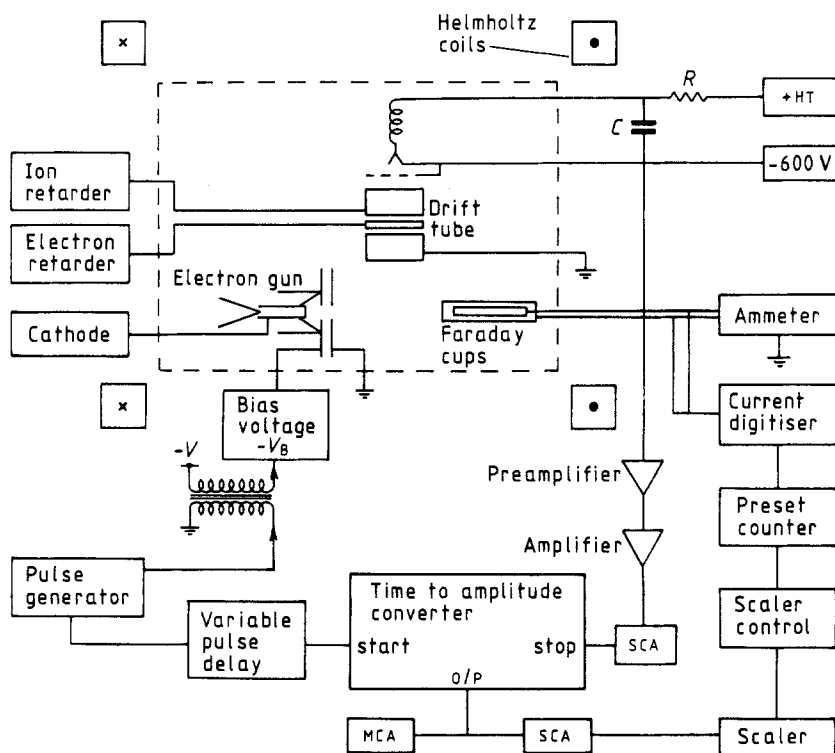 Helmholtz
coils
×
R
+HT
C
-600 V
Ion
retarder
Drift
tube
Electron
retarder
Electron gun
Cathode
Faraday
cups
Ammeter
×
Bias
voltage
-V_B
Current
digitiser
-V
Preamplifier
Preset
counter
Amplifier
Pulse
generator
Time to amplitude
converter
Variable
pulse
delay
start
stop
SCA
Scaler
control
O/P
MCA
SCA
Scaler